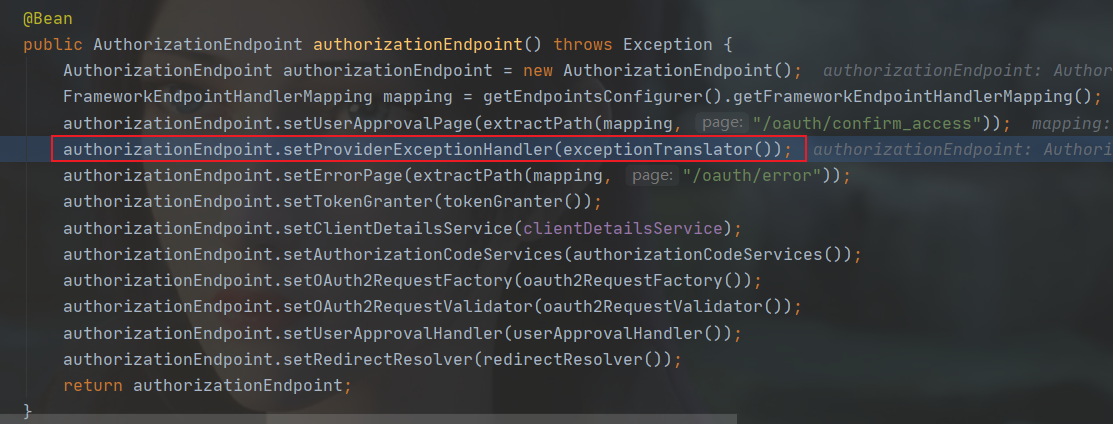 @Bean
public AuthorizationEndpoint authorizationEndpoint() throws Exception {
AuthorizationEndpoint authorizationEndpoint = new AuthorizationEndpoint(); authorizationEndpoint: Author
FrameworkEndpointHandlerMapping mapping = getEndpointsConfigurer().getFrameworkEndpointHandlerMapping();
authorizationEndpoint.setUserApprovalPage(extractPath(mapping, page: "/oauth/confirm_access")); mapping:
authorizationEndpoint.setProviderExceptionHandler(exceptionTranslator()); authorizationEndpoint: Authori
authorizationEndpoint.setErrorPage(extractPath(mapping, page: "/oauth/error"));
authorizationEndpoint.setTokenGranter(tokenGranter());
authorizationEndpoint.setClientDetailsService(clientDetailsService);
authorizationEndpoint.setAuthorizationCodeServices(authorizationCodeServices());
authorizationEndpoint.setOAuth2RequestFactory(oauth2RequestFactory());
authorizationEndpoint.setOAuth2RequestValidator(oauth2RequestValidator());
authorizationEndpoint.setUserApprovalHandler(userApprovalHandler());
authorizationEndpoint.setRedirectResolver(redirectResolver());
return authorizationEndpoint;
}